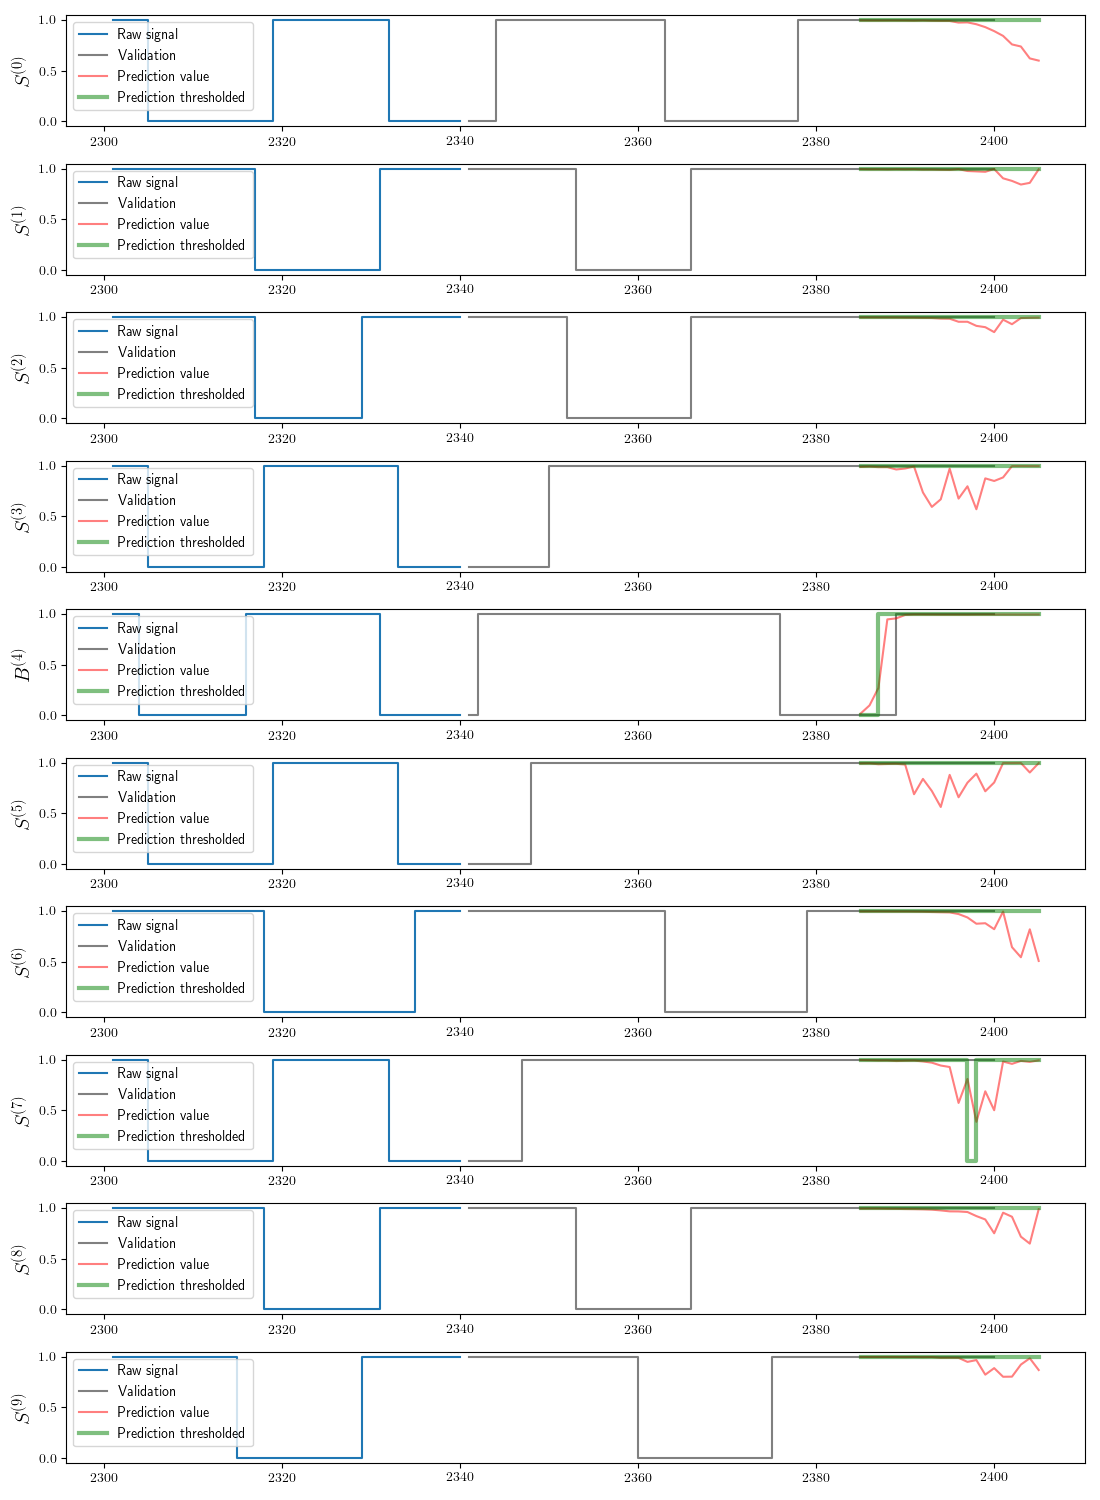 1.0
0.5
0.0
S(0)
Raw signal
Validation
Prediction value
Prediction thresholded
2300 2320 2340 2360 2380 2400
1.0
0.5
0.0
S(1)
Raw signal
Validation
Prediction value
Prediction thresholded
2300 2320 2340 2360 2380 2400
1.0
0.5
0.0
S(2)
Raw signal
Validation
Prediction value
Prediction thresholded
2300 2320 2340 2360 2380 2400
1.0
0.5
0.0
S(3)
Raw signal
Validation
Prediction value
Prediction thresholded
2300 2320 2340 2360 2380 2400
1.0
0.5
0.0
B(4)
Raw signal
Validation
Prediction value
Prediction thresholded
2300 2320 2340 2360 2380 2400
1.0
0.5
0.0
S(5)
Raw signal
Validation
Prediction value
Prediction thresholded
2300 2320 2340 2360 2380 2400
1.0
0.5
0.0
S(6)
Raw signal
Validation
Prediction value
Prediction thresholded
2300 2320 2340 2360 2380 2400
1.0
0.5
0.0
S(7)
Raw signal
Validation
Prediction value
Prediction thresholded
2300 2320 2340 2360 2380 2400
1.0
0.5
0.0
S(8)
Raw signal
Validation
Prediction value
Prediction thresholded
2300 2320 2340 2360 2380 2400
1.0
0.5
0.0
S(9)
Raw signal
Validation
Prediction value
Prediction thresholded
2300 2320 2340 2360 2380 2400